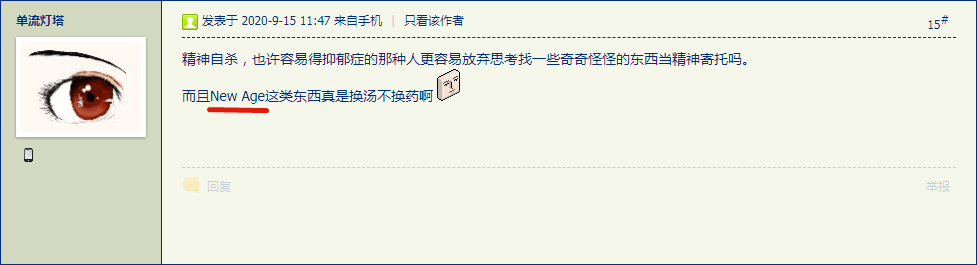 单流灯塔
发表于 2020-9-15 11:47 来自手机 | 只看该作者
15#
精神自杀，也许容易得抑郁症的那种人更容易放弃思考找一些奇奇怪怪的东西当精神寄托吗。
而且New Age这类东西真是换汤不换药啊
回复
举报